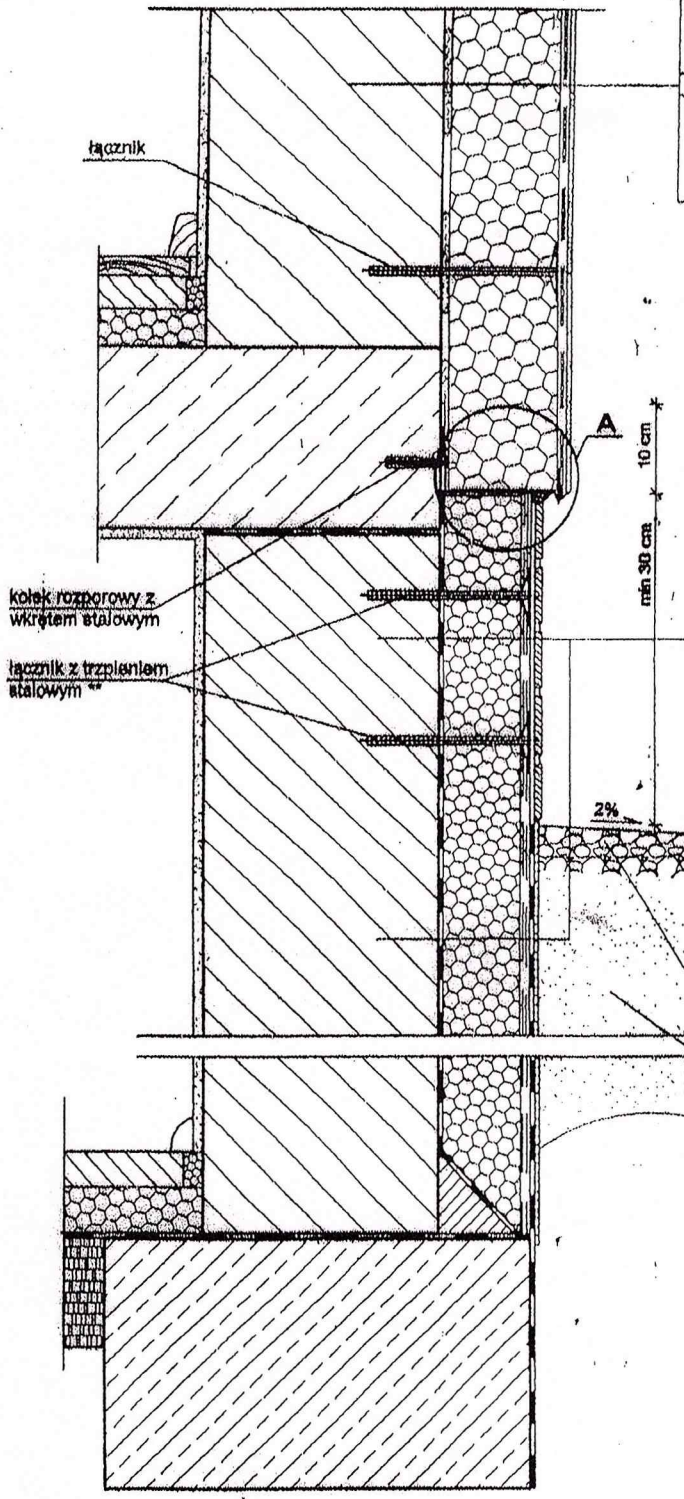 łącznik
A
10 cm
min 30 cm
kołek rozporowy z
wkrętem stalowym
łącznik z trzpieniem
stalowym **
2%